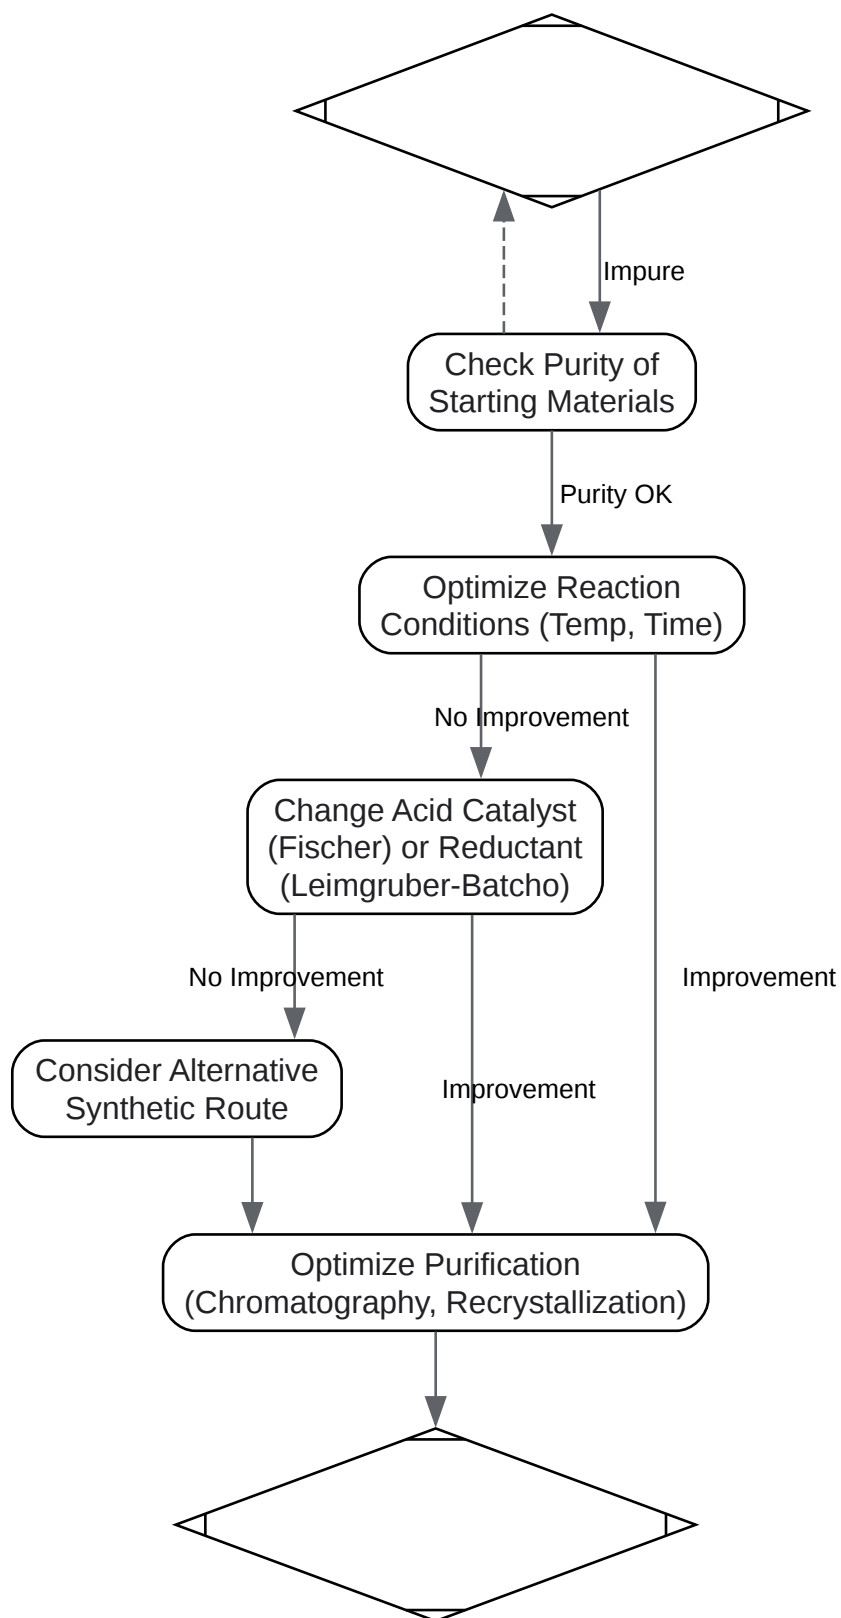 Impure
Check Purity of
Starting Materials
Purity OK
Optimize Reaction
Conditions (Temp, Time)
No Improvement
Change Acid Catalyst
(Fischer) or Reductant
(Leimgruber-Batcho)
No Improvement
Improvement
Consider Alternative
Synthetic Route
Improvement
Optimize Purification
(Chromatography, Recrystallization)